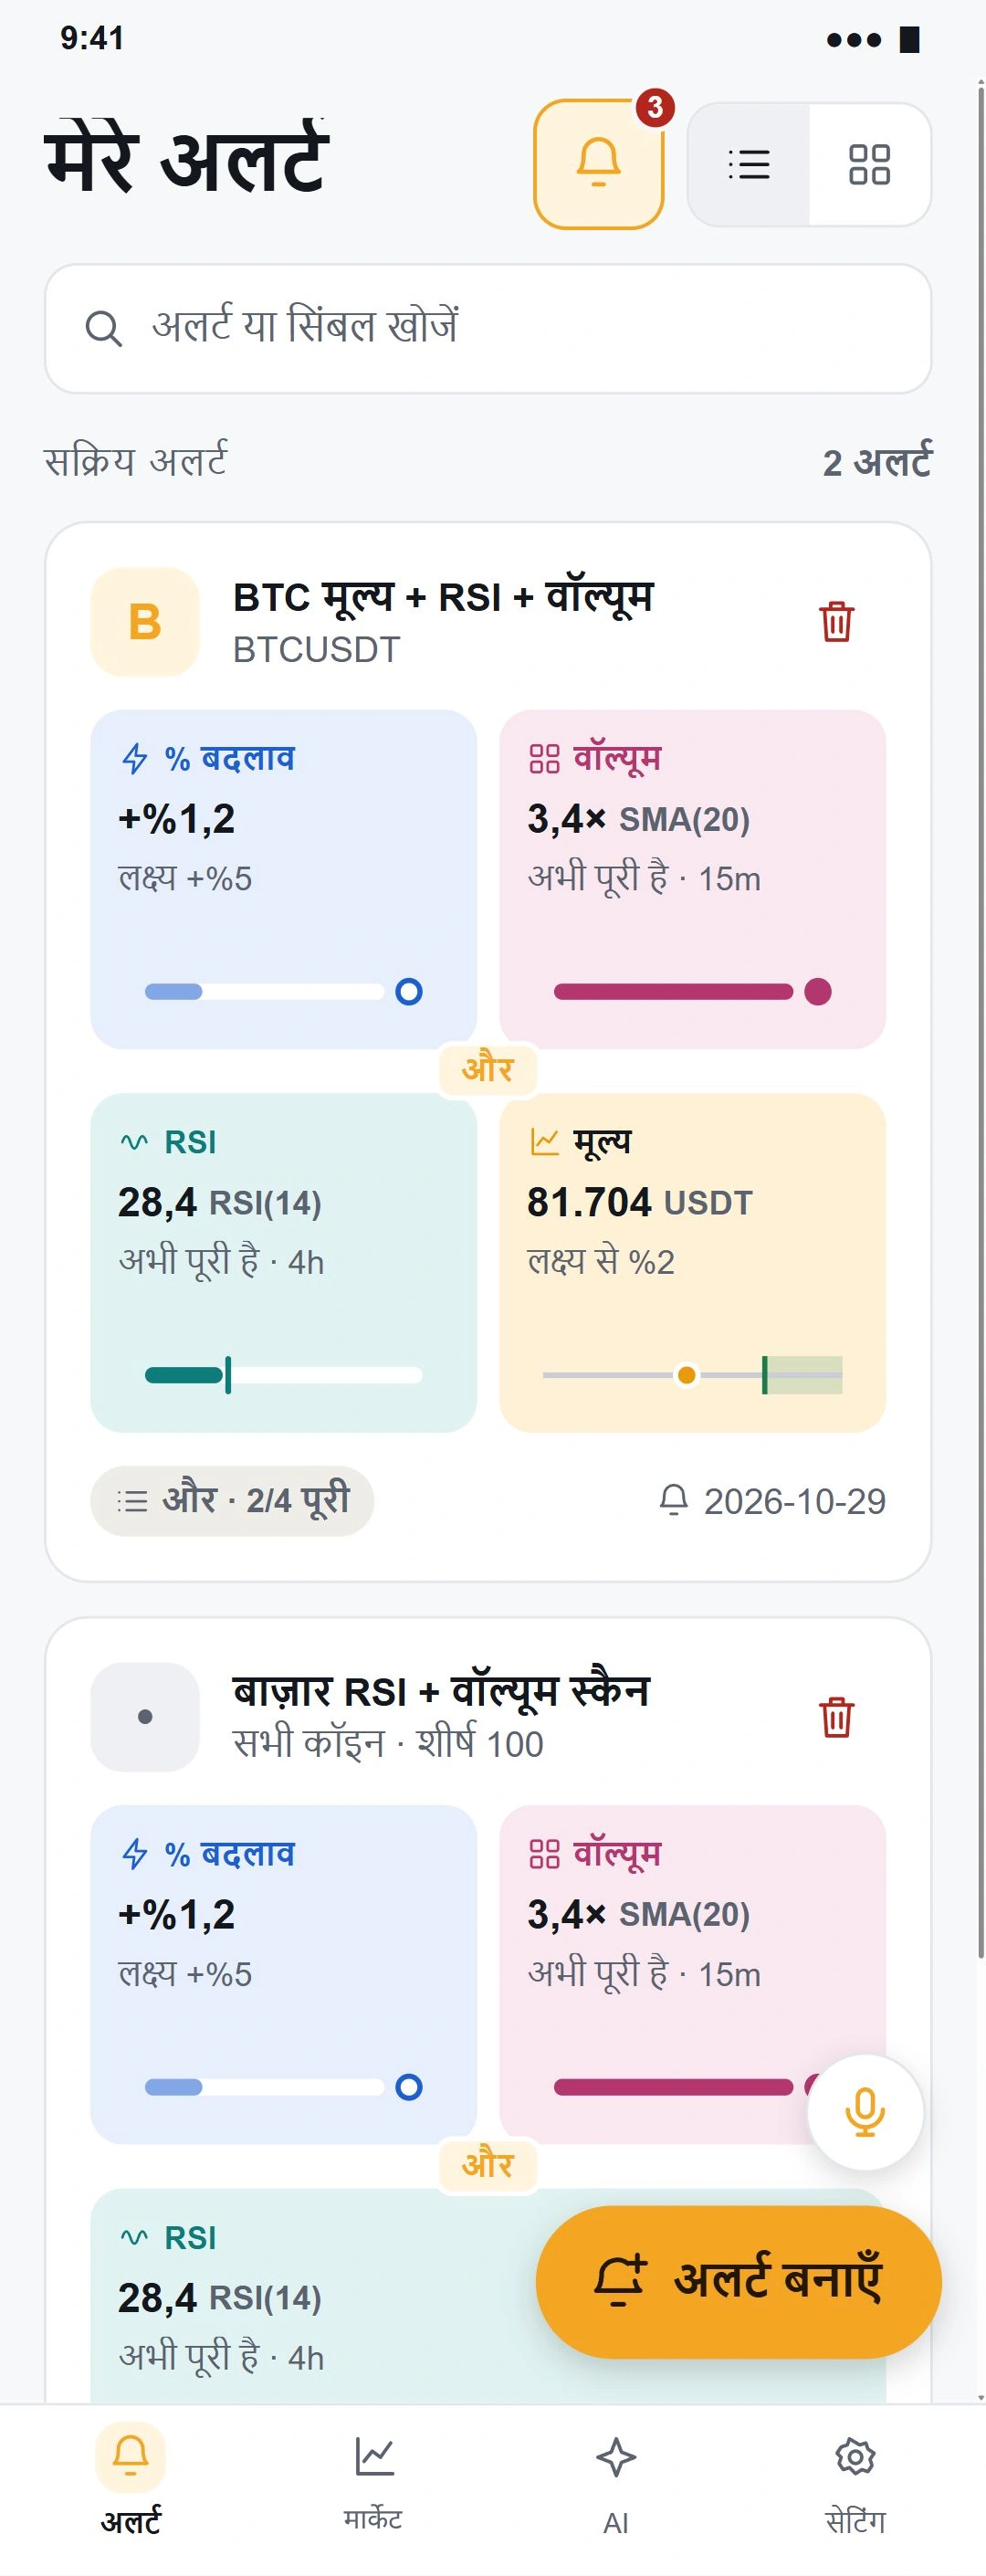 9:41
मेरे अलर्ट
3
अलर्ट या सिंबल खोजें
सक्रिय अलर्ट
2 अलर्ट
B
BTC मूल्य + RSI + वॉल्यूम
BTCUSDT
% बदलाव
+%1,2
लक्ष्य +%5
वॉल्यूम
3,4× SMA(20)
अभी पूरी है · 15m
और
RSI
28,4 RSI(14)
अभी पूरी है · 4h
मूल्य
81.704 USDT
लक्ष्य से %2
और · 2/4 पूरी
2026-10-29
बाज़ार RSI + वॉल्यूम स्कैन
सभी कॉइन · शीर्ष 100
% बदलाव
+%1,2
लक्ष्य +%5
वॉल्यूम
3,4× SMA(20)
अभी पूरी है · 15m
और
RSI
28,4 RSI(14)
अभी पूरी है · 4h
अलर्ट बनाएँ
अलर्ट
मार्केट
AI
सेटिंग